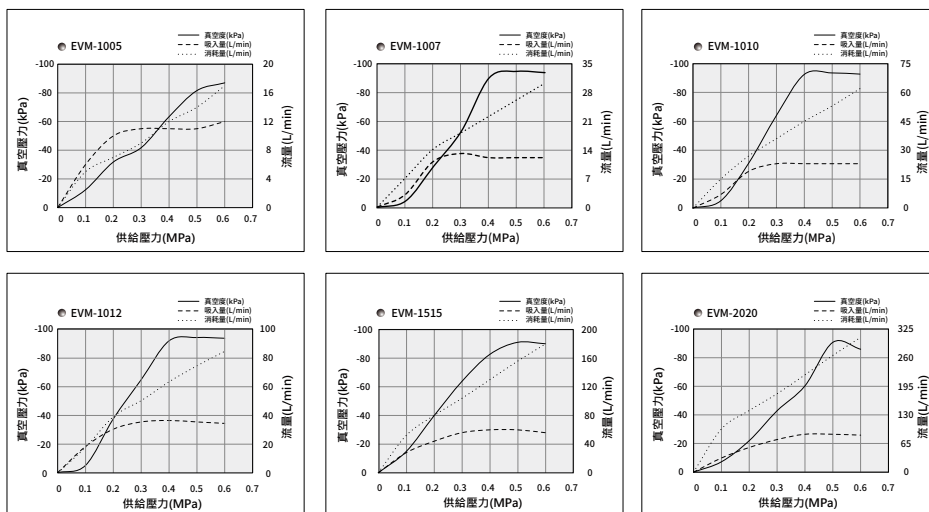 EVM-1005
真空度(kPa)
吸入量(L/min)
消耗量(L/min)
真空壓力(kPa)
-100
-80
-60
-40
-20
0
20
16
12
8
4
0
流量(L/min)
0 0.1 0.2 0.3 0.4 0.5 0.6 0.7
供給壓力(MPa)
EVM-1007
真空度(kPa)
吸入量(L/min)
消耗量(L/min)
真空壓力(kPa)
-100
-80
-60
-40
-20
0
35
28
21
14
7
0
流量(L/min)
0 0.1 0.2 0.3 0.4 0.5 0.6 0.7
供給壓力(MPa)
EVM-1010
真空度(kPa)
吸入量(L/min)
消耗量(L/min)
真空壓力(kPa)
-100
-80
-60
-40
-20
0
75
60
45
30
15
0
流量(L/min)
0 0.1 0.2 0.3 0.4 0.5 0.6 0.7
供給壓力(MPa)
EVM-1012
真空度(kPa)
吸入量(L/min)
消耗量(L/min)
真空壓力(kPa)
-100
-80
-60
-40
-20
0
100
80
60
40
20
0
流量(L/min)
0 0.1 0.2 0.3 0.4 0.5 0.6 0.7
供給壓力(MPa)
EVM-1515
真空度(kPa)
吸入量(L/min)
消耗量(L/min)
真空壓力(kPa)
-100
-80
-60
-40
-20
0
200
160
120
80
40
0
流量(L/min)
0 0.1 0.2 0.3 0.4 0.5 0.6 0.7
供給壓力(MPa)
EVM-2020
真空度(kPa)
吸入量(L/min)
消耗量(L/min)
真空壓力(kPa)
-100
-80
-60
-40
-20
0
325
260
195
130
65
0
流量(L/min)
0 0.1 0.2 0.3 0.4 0.5 0.6 0.7
供給壓力(MPa)